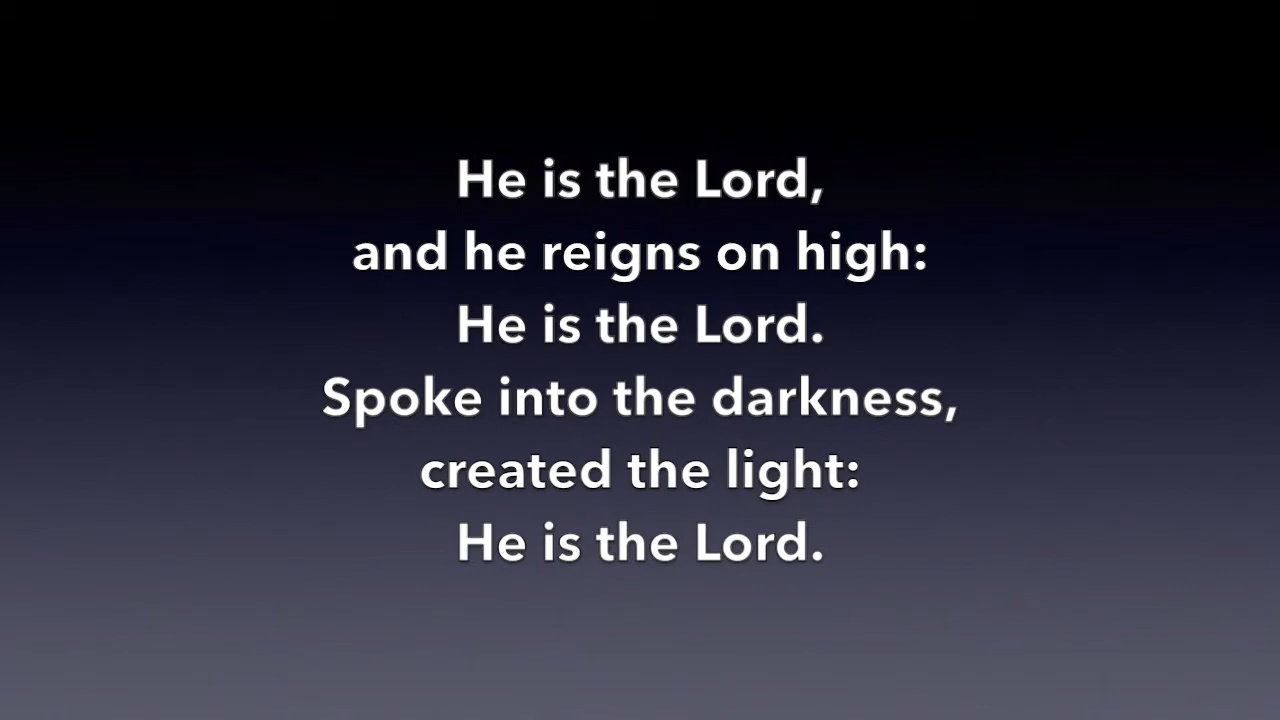 He is the Lord,
and he reigns on high:
He is the Lord.
Spoke into the darkness,
created the light:
He is the Lord.